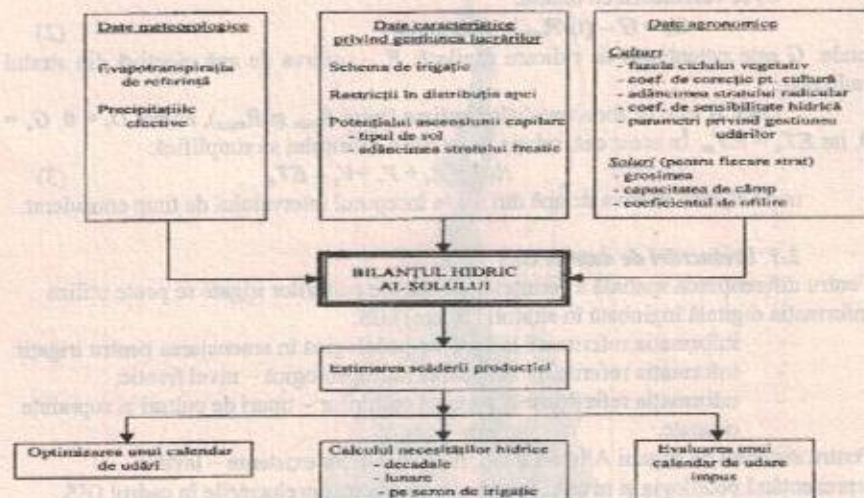 Date meteorologice
Evapotranspirația
de referință
Precipitațiile
efective
Date caracteristice
privind gestiunea lucrărilor
Schema de irigație
Restricții în distribuția apei
Potențialul ascensiunii capilare
- tipul de sol
- adâncimea stratului freatic
Date agronomice
Culturi
- fazele ciclului vegetativ
- coef. de corecție pt. cultură
- adâncimea stratului radicular
- coef. de sensibilitate hidrică
- parametri privind gestiunea
udărilor
Soluri (pentru fiecare strat)
- grosimea
- capacitatea de câmp
- coeficientul de ofilire
BILANȚUL HIDRIC
AL SOLULUI
Estimarea scăderii producției
Optimizarea unui calendar
de udări
Calculul necesităților hidrice
- decadale
- lunare
- pe sezon de irigație
Evaluarea unui
calendar de udare
impus